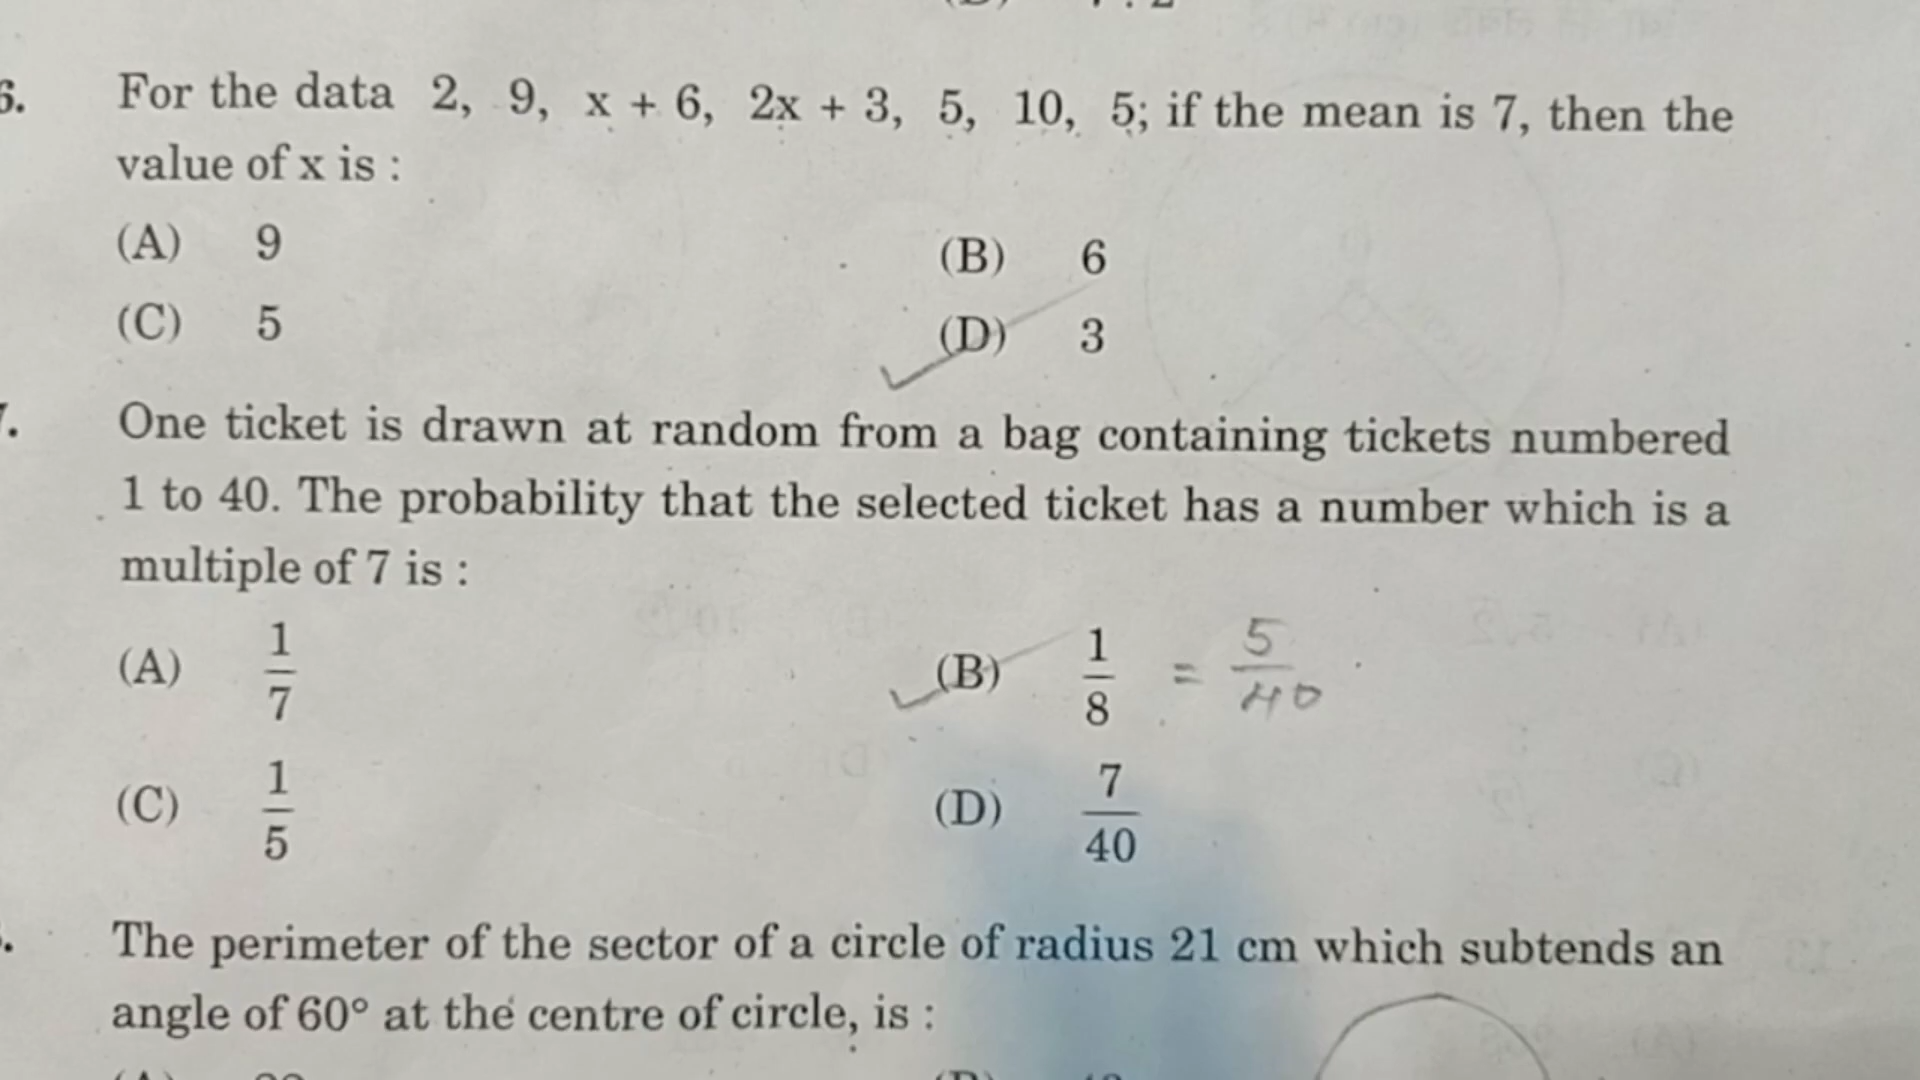 6. For the data 2, 9, x + 6, 2x + 3, 5, 10, 5; if the mean is 7, then the
value of x is :
(A) 9 (B) 6
(C) 5 (D) 3
7. One ticket is drawn at random from a bag containing tickets numbered
1 to 40. The probability that the selected ticket has a number which is a
multiple of 7 is :
(A) 1/7 (B) 1/8 = 5/40
(C) 1/5 (D) 7/40
The perimeter of the sector of a circle of radius 21 cm which subtends an
angle of 60° at the centre of circle, is :